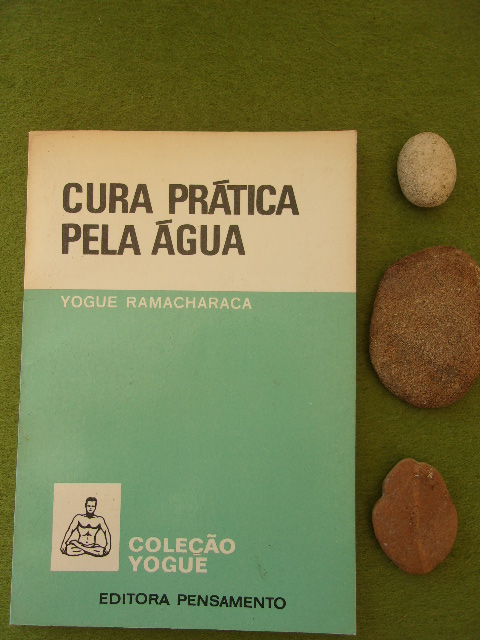 CURA PRÁTICA
PELA ÁGUA
YOGUE RAMACHARACA
COLEÇÃO
YOGUE
EDITORA PENSAMENTO